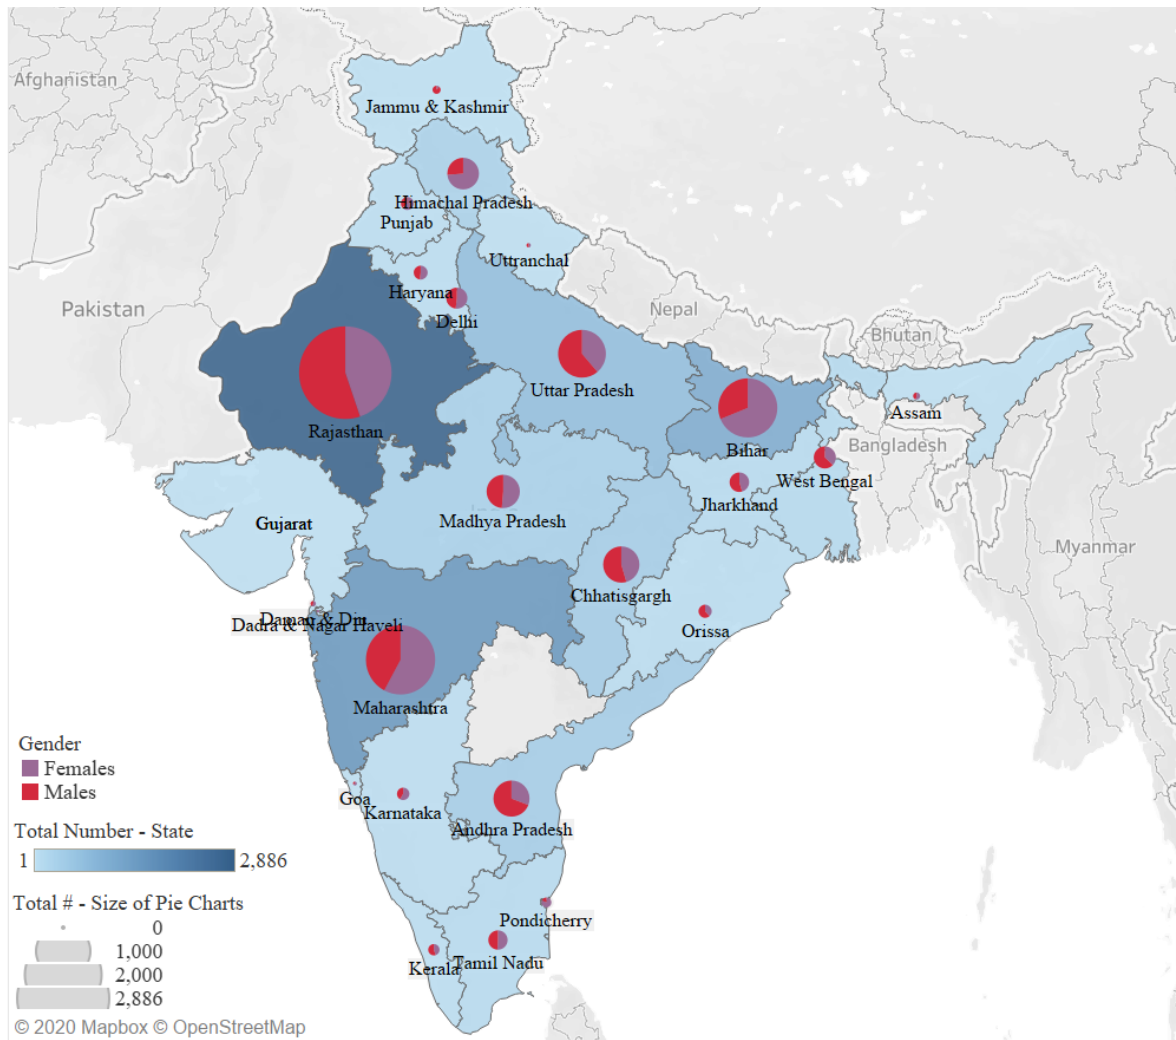 Afghanistan
Jammu & Kashmir
Himachal Pradesh
Punjab
Uttranchal
Haryana
Delhi
Pakistan
Nepal
Bhutan
Uttar Pradesh
Assam
Rajasthan
Bihar
Bangladesh
West Bengal
Jharkhand
Madhya Pradesh
Gujarat
Myanmar
Chhatisgargh
Daman & Diu
Dadra & Nagar Haveli
Orissa
Maharashtra
Gender
Females
Males
Goa
Karnataka
Andhra Pradesh
Total Number - State
1 2,886
Total # - Size of Pie Charts
0
1,000
2,000
2,886
Pondicherry
Kerala
Tamil Nadu
© 2020 Mapbox © OpenStreetMap